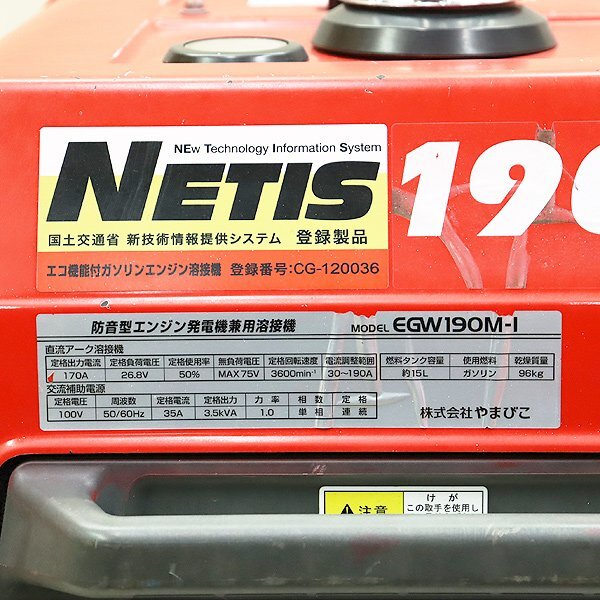 NEw Technology Information System
NETIS
国土交通省 新技術情報提供システム 登録製品
エコ機能付ガソリンエンジン溶接機 登録番号:CG-120036
190
防音型エンジン発電機兼用溶接機 MODEL EGW190M-I
直流アーク溶接機
定格出力電流 定格負荷電圧 定格使用率 無負荷電圧 定格回転速度 電流調整範囲 燃料タンク容量 使用燃料 乾燥質量
170A 26.8V 50% MAX75V 3600min⁻¹ 30~190A 約15L ガソリン 96kg
交流補助電源
定格電圧 周波数 定格電流 定格出力 力率 相数 定格
100V 50/60Hz 35A 3.5kVA 1.0 単相 連続
株式会社やまびこ
注意
けが
この取手を使用し